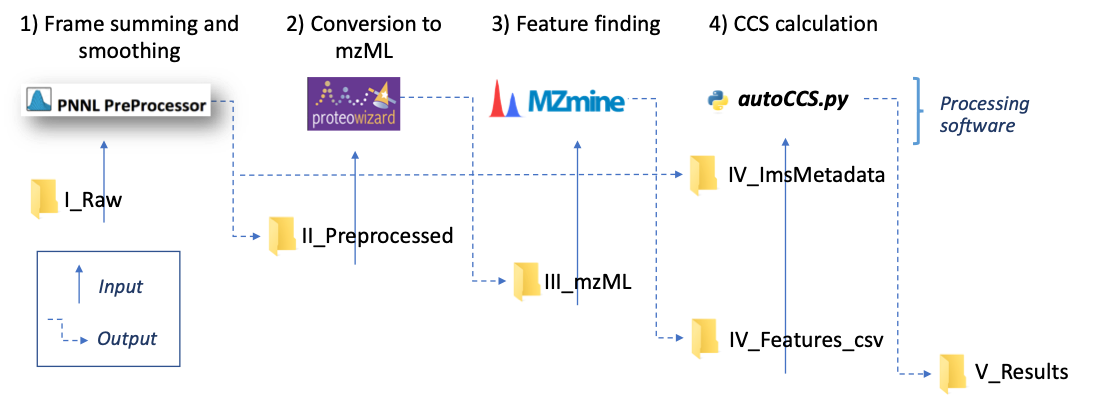 1) Frame summing and
smoothing
2) Conversion to
mzML
3) Feature finding
4) CCS calculation
PNNL PreProcessor
proteowizard
MZmine
autoCCS.py
Processing
software
I_Raw
IV_ImsMetadata
II_Preprocessed
III_mzML
Input
Output
IV_Features_csv
V_Results